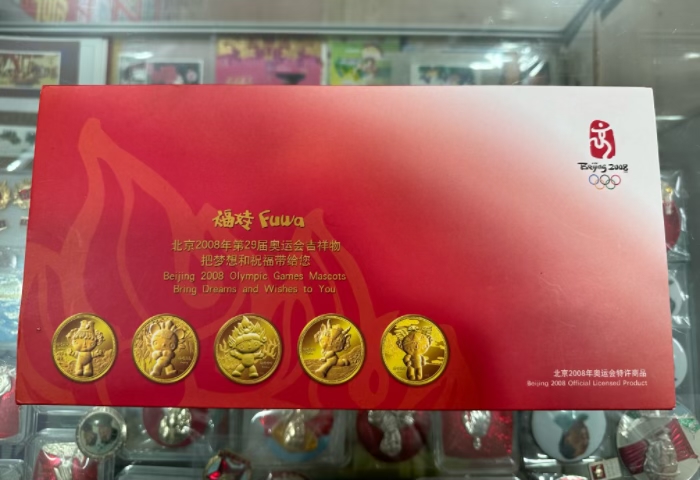 Beijing 2008
福娃 Fuwa
北京2008年第29届奥运会吉祥物
把梦想和祝福带给您
Beijing 2008 Olympic Games Mascots
Bring Dreams and Wishes to You
北京2008年奥运会特许商品
Beijing 2008 Official Licensed Product